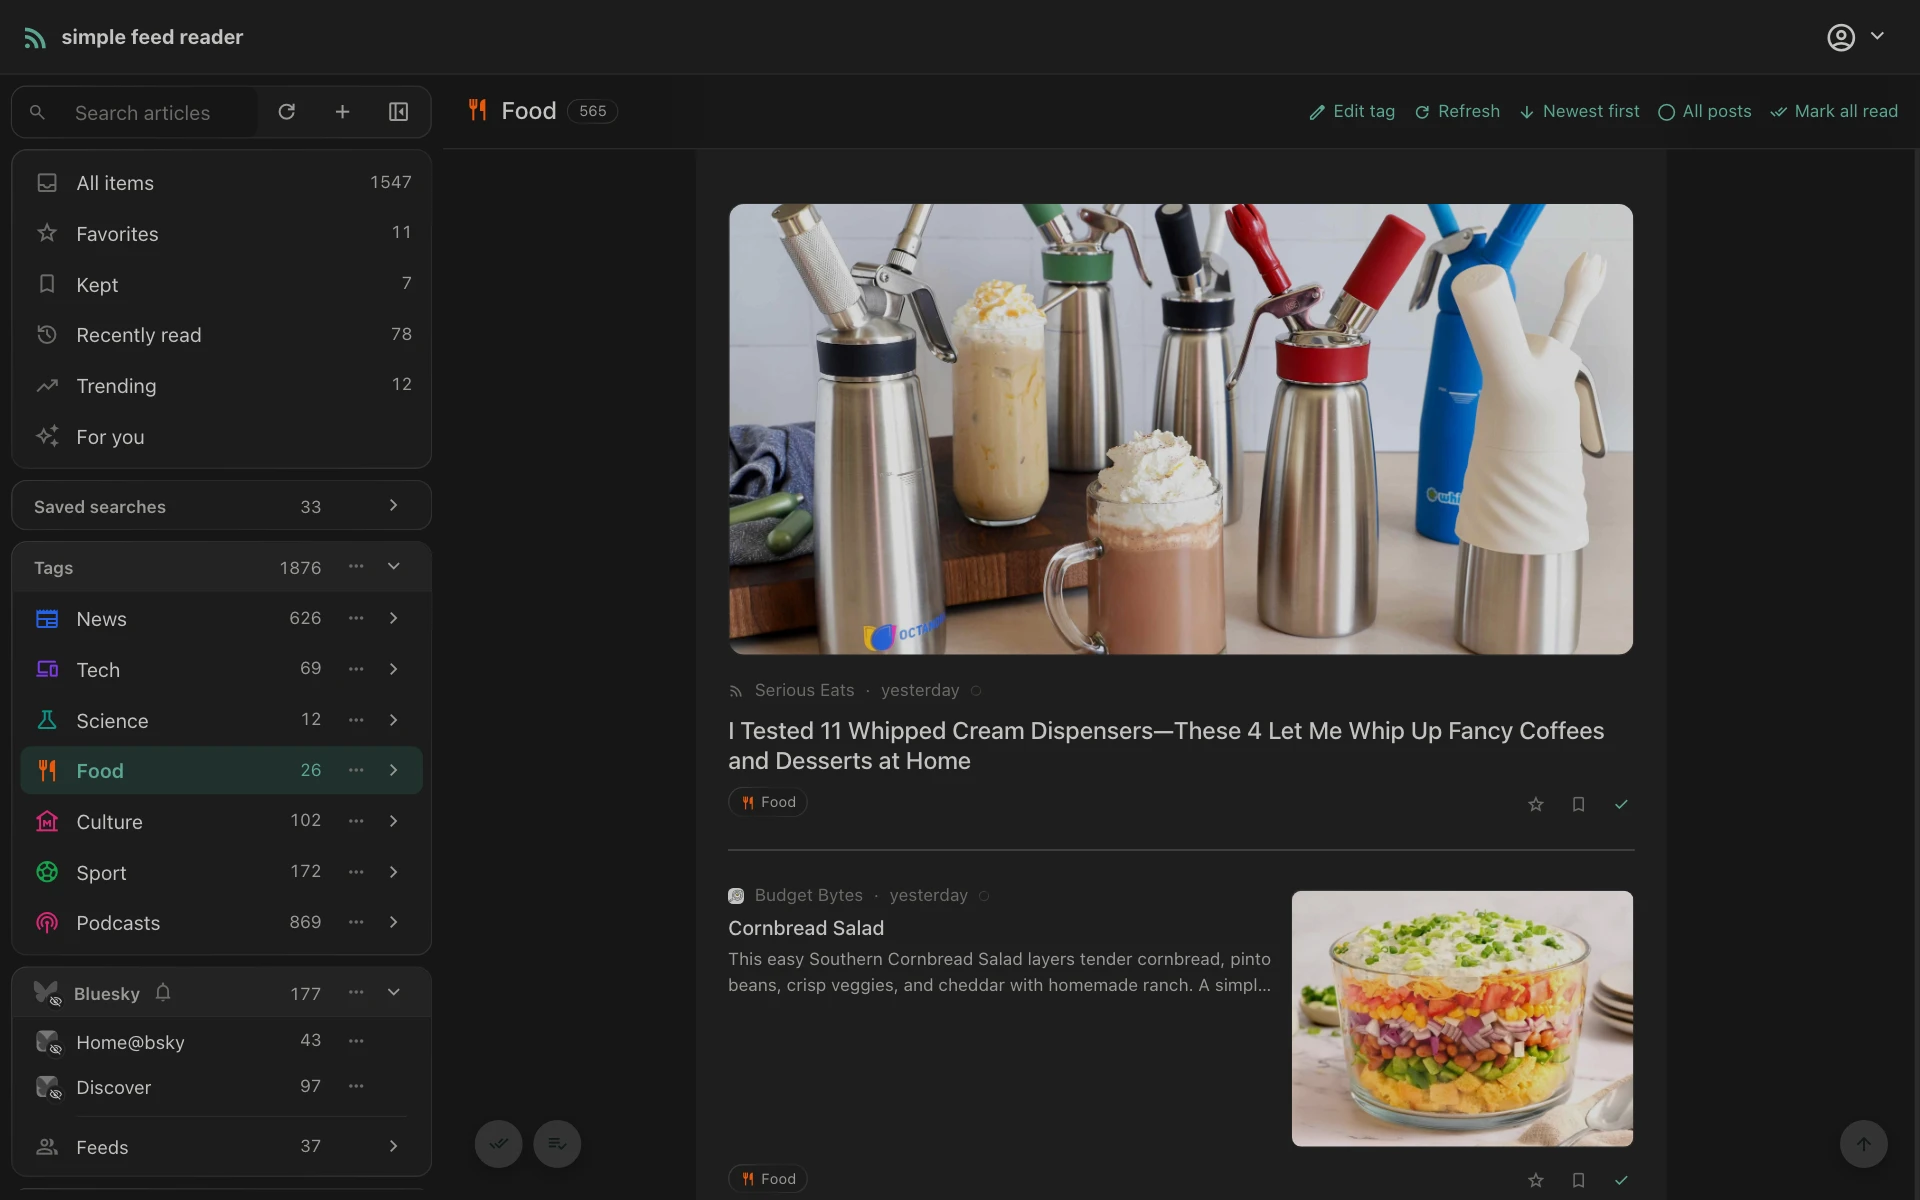 simple feed reader
Search articles
All items 1547
Favorites 11
Kept 7
Recently read 78
Trending 12
For you
Saved searches 33
Tags 1876
News 626
Tech 69
Science 12
Food 26
Culture 102
Sport 172
Podcasts 869
Bluesky 177
Home@bsky 43
Discover 97
Feeds 37
Food 565
Edit tag Refresh Newest first All posts Mark all read
Serious Eats · yesterday
I Tested 11 Whipped Cream Dispensers—These 4 Let Me Whip Up Fancy Coffees
and Desserts at Home
Food
Budget Bytes · yesterday
Cornbread Salad
This easy Southern Cornbread Salad layers tender cornbread, pinto
beans, crisp veggies, and cheddar with homemade ranch. A simpl...
Food